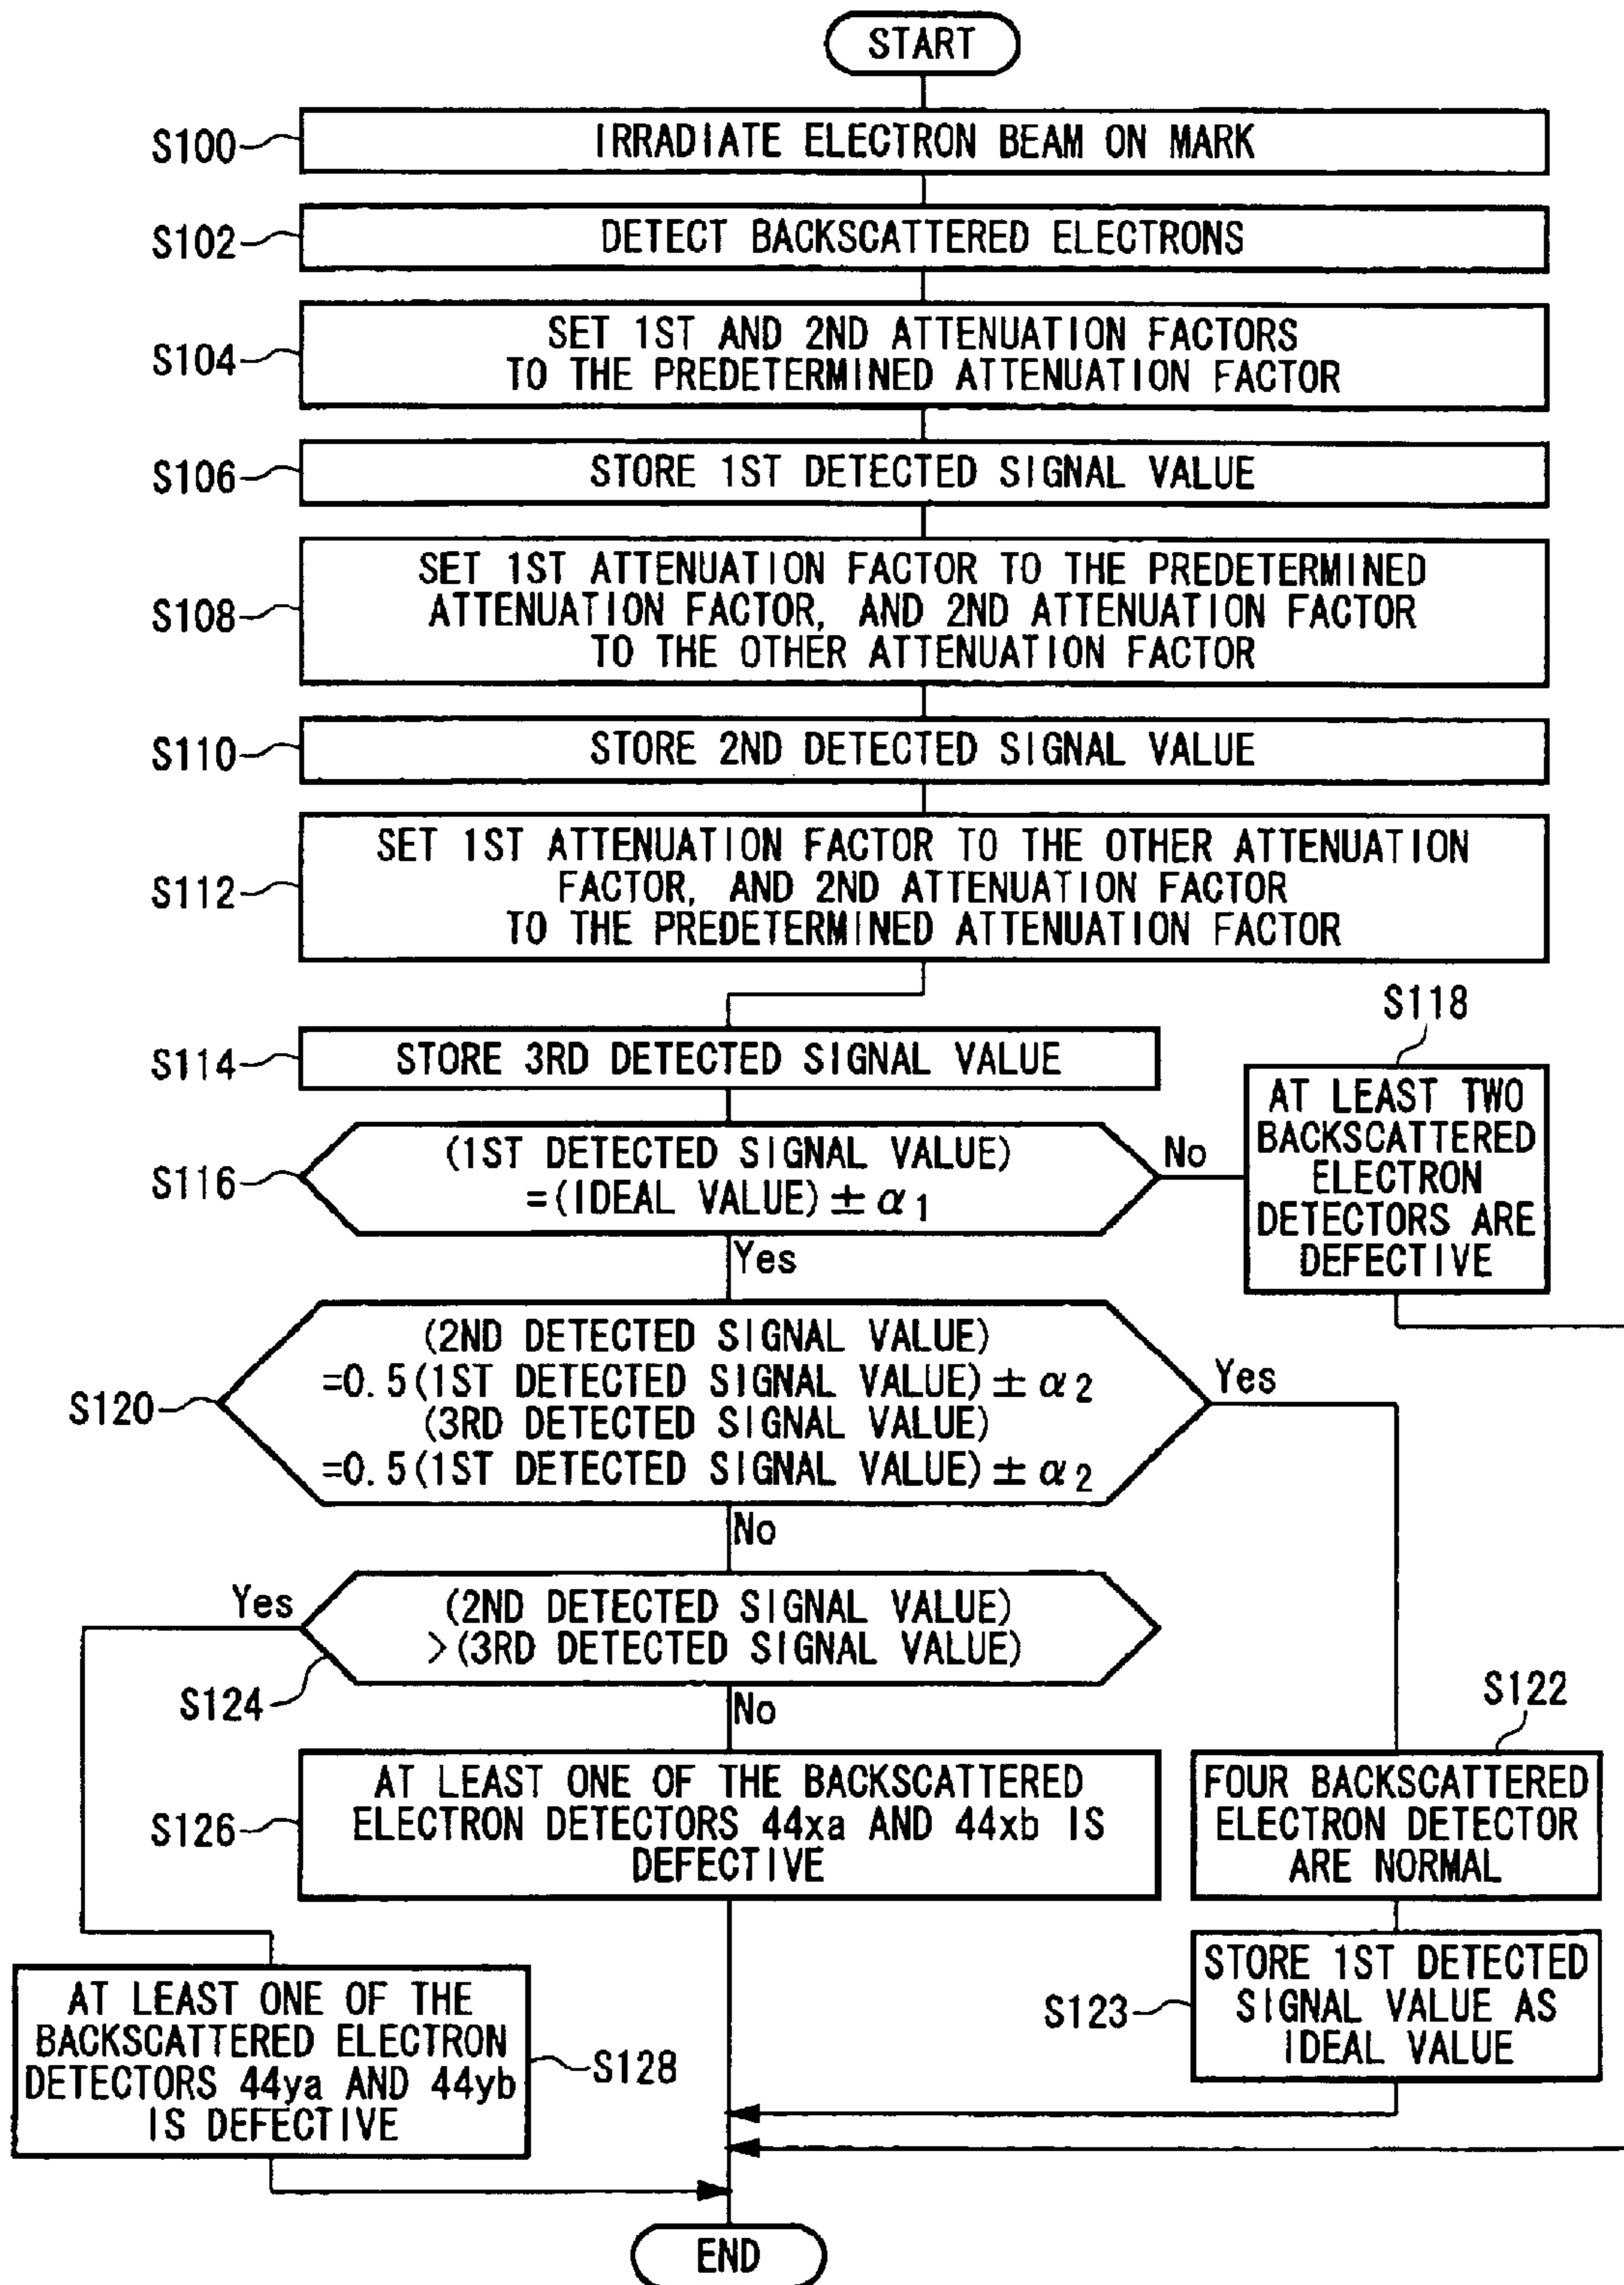 START
S100
IRRADIATE ELECTRON BEAM ON MARK
S102
DETECT BACKSCATTERED ELECTRONS
S104
SET 1ST AND 2ND ATTENUATION FACTORS
TO THE PREDETERMINED ATTENUATION FACTOR
S106
STORE 1ST DETECTED SIGNAL VALUE
S108
SET 1ST ATTENUATION FACTOR TO THE PREDETERMINED
ATTENUATION FACTOR, AND 2ND ATTENUATION FACTOR
TO THE OTHER ATTENUATION FACTOR
S110
STORE 2ND DETECTED SIGNAL VALUE
S112
SET 1ST ATTENUATION FACTOR TO THE OTHER ATTENUATION
FACTOR, AND 2ND ATTENUATION FACTOR
TO THE PREDETERMINED ATTENUATION FACTOR
S114
STORE 3RD DETECTED SIGNAL VALUE
S116
(1ST DETECTED SIGNAL VALUE)
=(IDEAL VALUE)±α1
No
S118
AT LEAST TWO
BACKSCATTERED
ELECTRON
DETECTORS ARE
DEFECTIVE
Yes
S120
(2ND DETECTED SIGNAL VALUE)
=0.5(1ST DETECTED SIGNAL VALUE)±α2
(3RD DETECTED SIGNAL VALUE)
=0.5(1ST DETECTED SIGNAL VALUE)±α2
Yes
No
Yes
(2ND DETECTED SIGNAL VALUE)
>(3RD DETECTED SIGNAL VALUE)
S124
No
S122
FOUR BACKSCATTERED
ELECTRON DETECTOR
ARE NORMAL
S126
AT LEAST ONE OF THE BACKSCATTERED
ELECTRON DETECTORS 44xa AND 44xb IS
DEFECTIVE
S123
STORE 1ST DETECTED
SIGNAL VALUE AS
IDEAL VALUE
AT LEAST ONE OF THE
BACKSCATTERED ELECTRON
DETECTORS 44ya AND 44yb
IS DEFECTIVE
S128
END